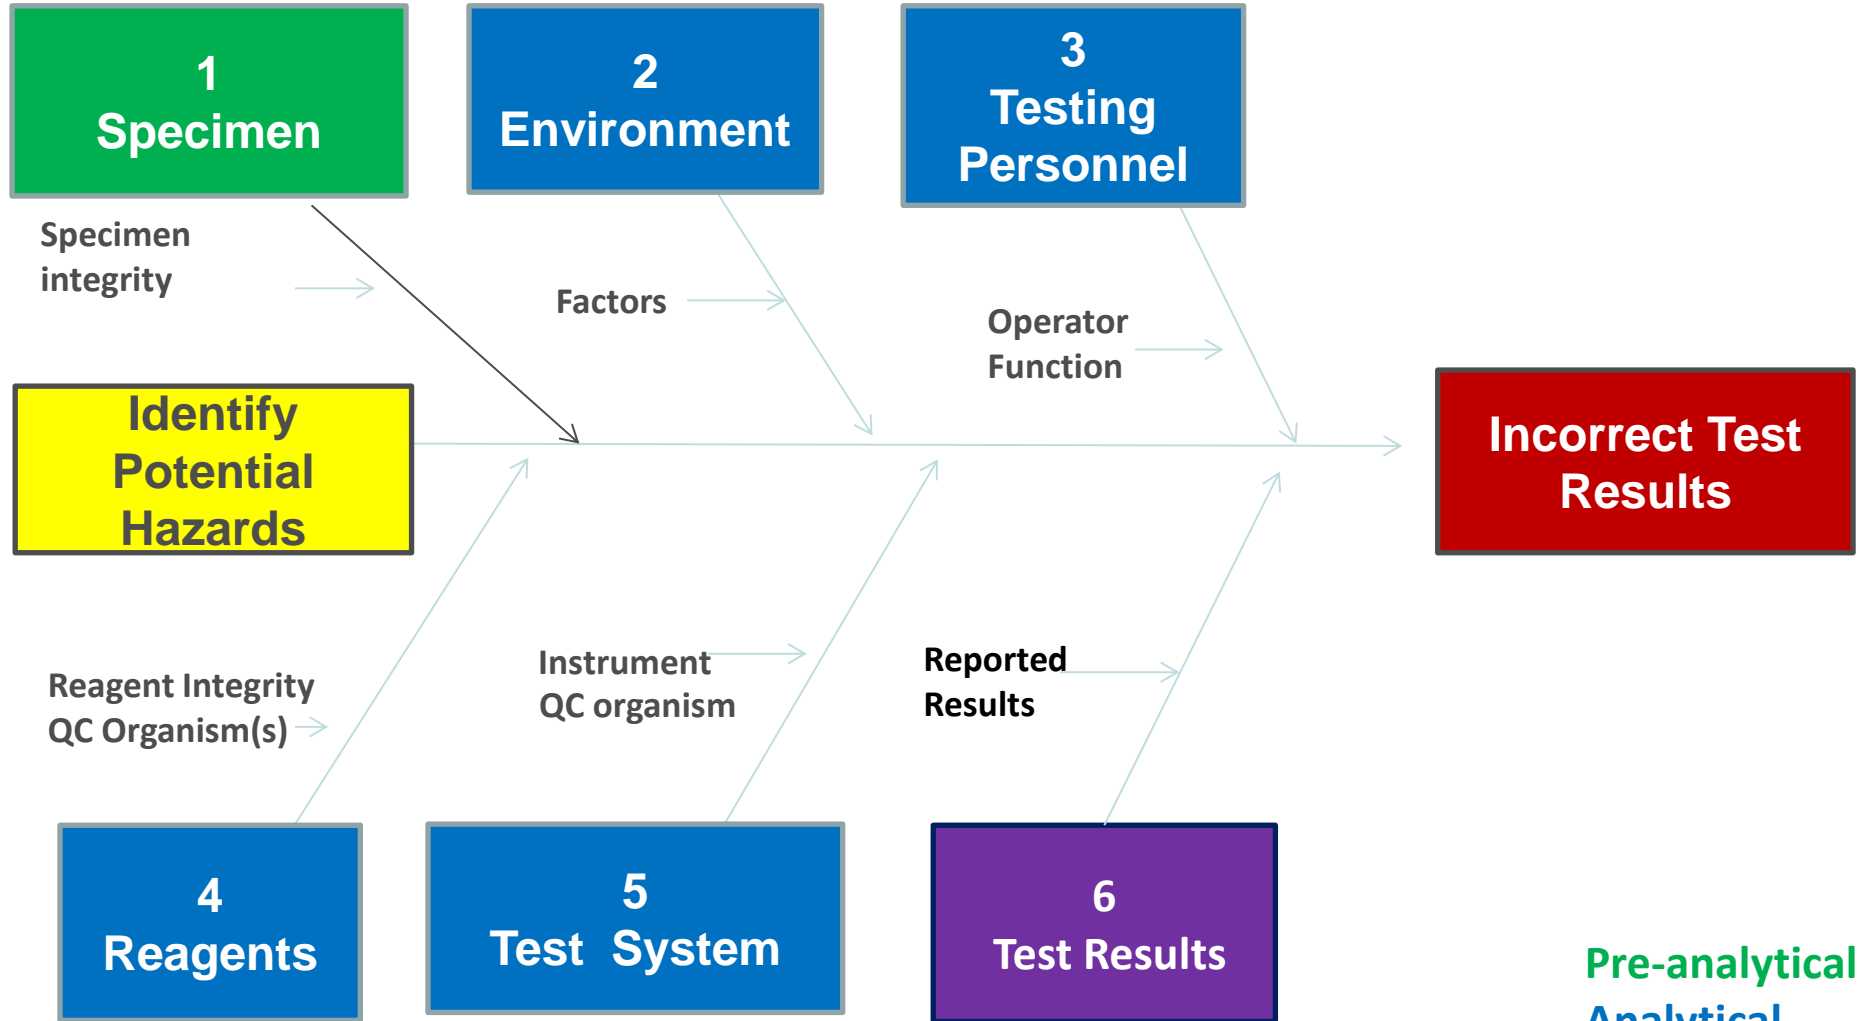 1
Specimen
2
Environment
3
Testing
Personnel
Specimen
integrity
Factors
Operator
Function
Identify
Potential
Hazards
Incorrect Test
Results
Reagent Integrity
QC Organism(s)
Instrument
QC organism
Reported
Results
4
Reagents
5
Test System
6
Test Results
Pre-analytical
Analytical